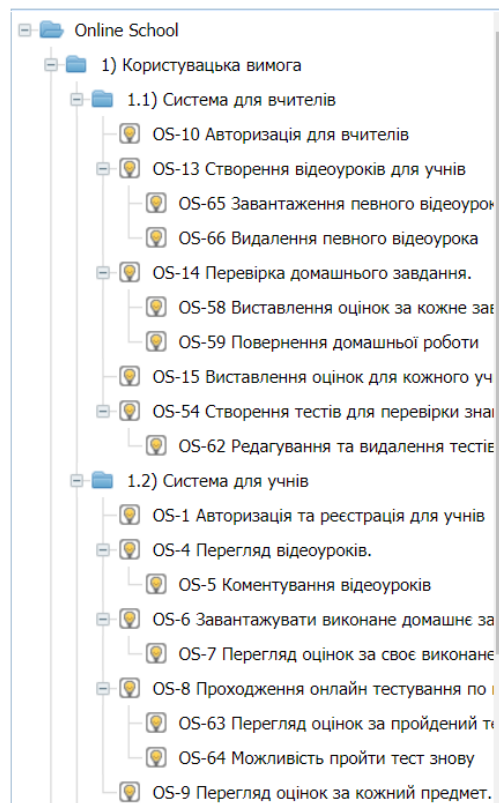 Online School
1) Користувацька вимога
1.1) Система для вчителів
OS-10 Авторизація для вчителів
OS-13 Створення відеоуроків для учнів
OS-65 Завантаження певного відеоурок
OS-66 Видалення певного відеоурока
OS-14 Перевірка домашнього завдання.
OS-58 Виставлення оцінок за кожне зав
OS-59 Повернення домашньої роботи
OS-15 Виставлення оцінок для кожного уч
OS-54 Створення тестів для перевірки зна
OS-62 Редагування та видалення тестів
1.2) Система для учнів
OS-1 Авторизація та реєстрація для учнів
OS-4 Перегляд відеоуроків.
OS-5 Коментування відеоуроків
OS-6 Завантажувати виконане домашнє за
OS-7 Перегляд оцінок за своє виконане
OS-8 Проходження онлайн тестування по
OS-63 Перегляд оцінок за пройдений те
OS-64 Можливість пройти тест знову
OS-9 Перегляд оцінок за кожний предмет.